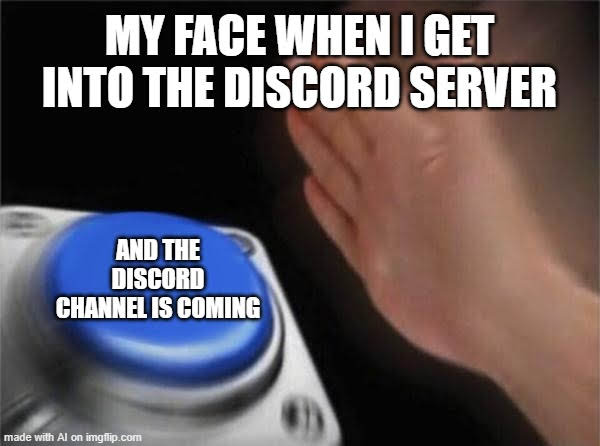 MY FACE WHEN I GET
INTO THE DISCORD SERVER
AND THE
DISCORD
CHANNEL IS COMING
made with AI on imgflip.com